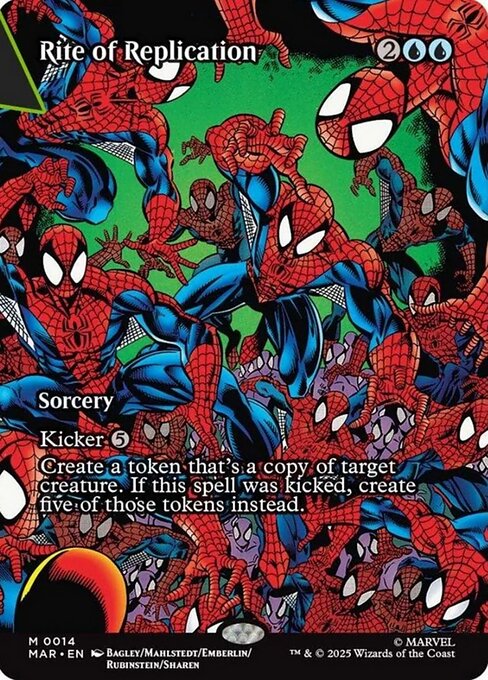 Rite of Replication 2
Sorcery
Kicker 5
Create a token that's a copy of target
creature. If this spell was kicked, create
five of those tokens instead.
M 0014
MAR • EN Bagley/Mahlstedt/Emberlin/
Rubinstein/Sharen
© MARVEL
™ & © 2025 Wizards of the Coast